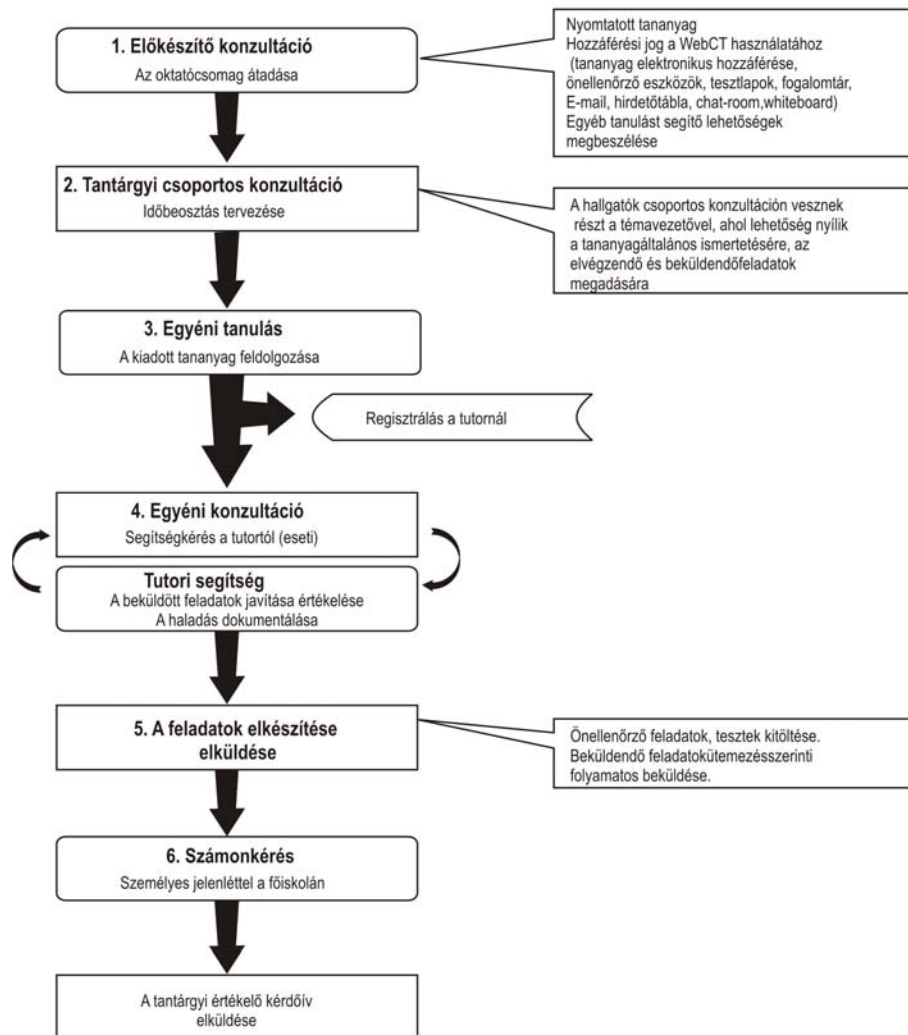 1. Előkészítő konzultáció
Az oktatócsomag átadása
Nyomtatott tananyag
Hozzáférési jog a WebCT használatához
(tananyag elektronikus hozzáférése,
önellenőrző eszközök, tesztlapok, fogalomtár,
E-mail, hirdetőtábla, chat-room,whiteboard)
Egyéb tanulást segítő lehetőségek
megbeszélése
2. Tantárgyi csoportos konzultáció
Időbeosztás tervezése
A hallgatók csoportos konzultáción vesznek
részt a témavezetővel, ahol lehetőség nyílik
a tananyagáltalános ismertetésére, az
elvégzendő és beküldendőfeladatok
megadására
3. Egyéni tanulás
A kiadott tananyag feldolgozása
Regisztrálás a tutornál
4. Egyéni konzultáció
Segítségkérés a tutortól (eseti)
Tutori segítség
A beküldött feladatok javítása értékelése
A haladás dokumentálása
5. A feladatok elkészítése
elküldése
Önellenőrző feladatok, tesztek kitöltése.
Beküldendő feladatokütemezésszerinti
folyamatos beküldése.
6. Számonkérés
Személyes jelenléttel a főiskolán
A tantárgyi értékelő kérdőív
elküldése